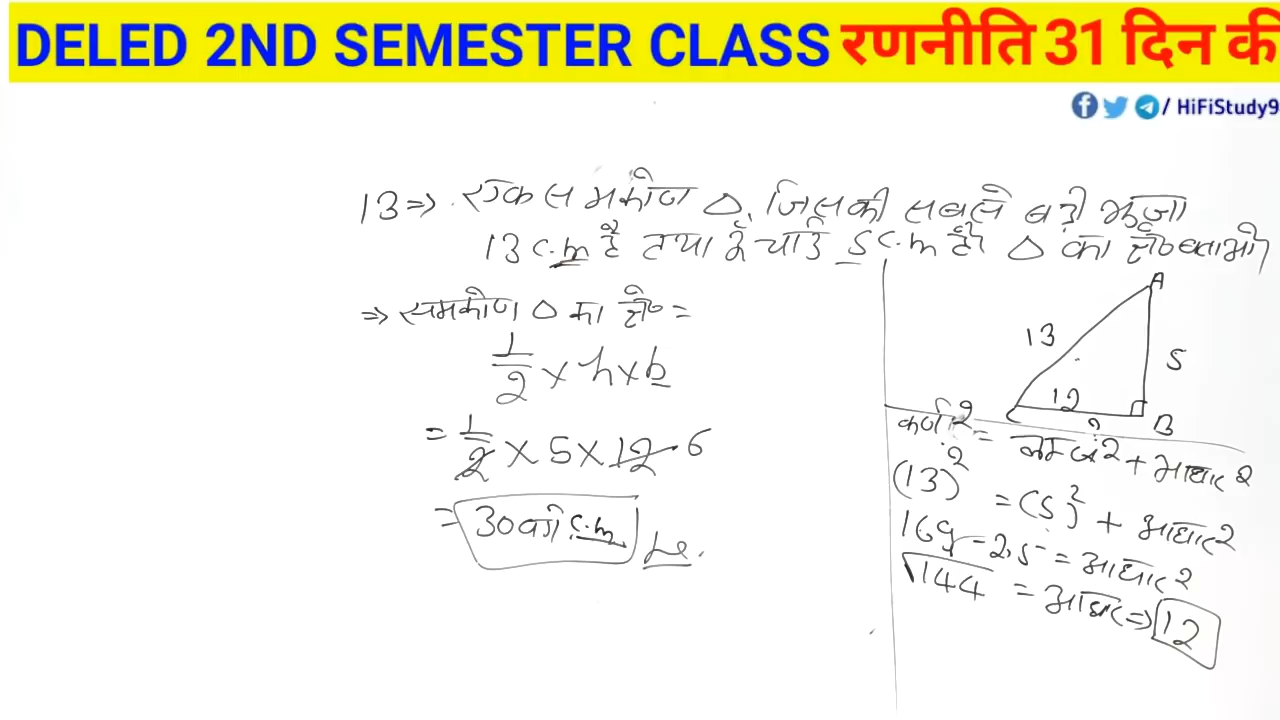 DELED 2ND SEMESTER CLASS रणनीति 31 दिन की
/ HiFiStudy9
13⇒ एक समकोण △ जिसकी सबसे बड़ी भुजा
13 c.m है तथा ऊँचाई 5 c.m है। △ का क्षे० बताओ।
⇒ समकोण △ का क्षे० =
1/2 × h × b
= 1/2 × 5 × 12 6
= 30 वर्ग c.m
A
13
5
12
B
कर्ण² = लम्ब² + आधार²
(13)² = (5)² + आधार²
169 - 25 = आधार²
√144 = आधार ⇒ 12